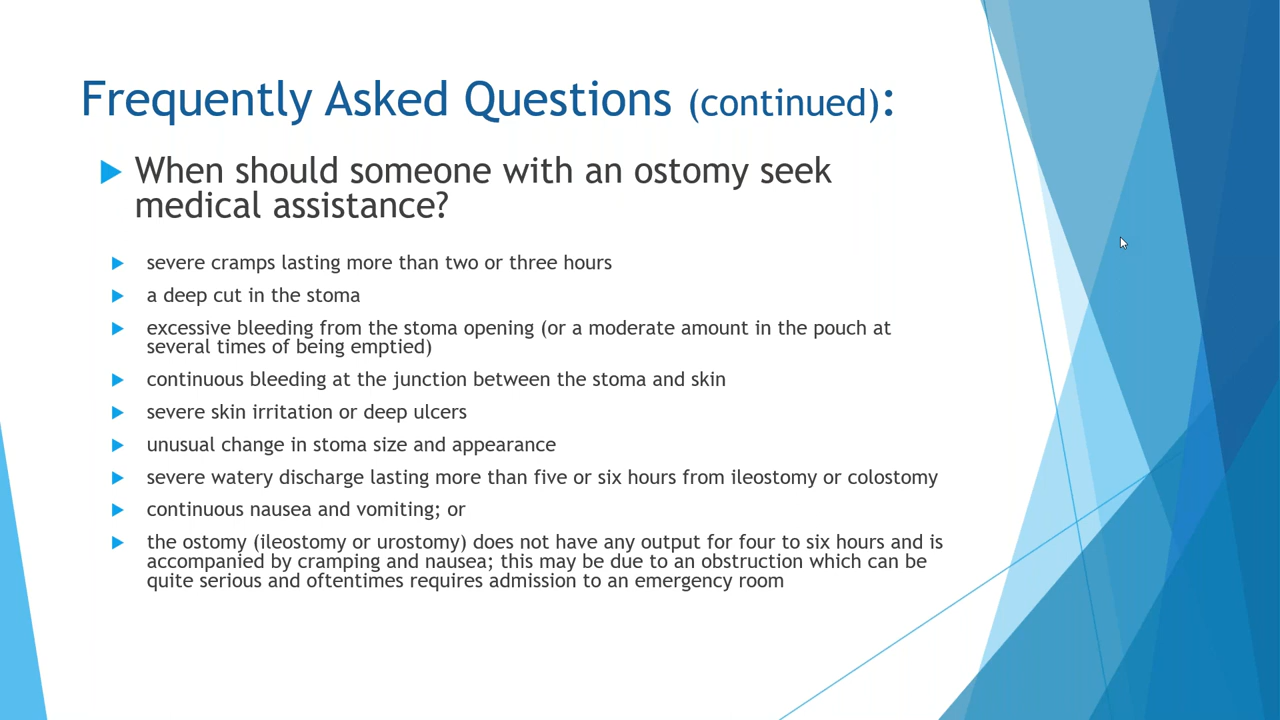 Frequently Asked Questions (continued):
When should someone with an ostomy seek
medical assistance?
severe cramps lasting more than two or three hours
a deep cut in the stoma
excessive bleeding from the stoma opening (or a moderate amount in the pouch at
several times of being emptied)
continuous bleeding at the junction between the stoma and skin
severe skin irritation or deep ulcers
unusual change in stoma size and appearance
severe watery discharge lasting more than five or six hours from ileostomy or colostomy
continuous nausea and vomiting; or
the ostomy (ileostomy or urostomy) does not have any output for four to six hours and is
accompanied by cramping and nausea; this may be due to an obstruction which can be
quite serious and oftentimes requires admission to an emergency room